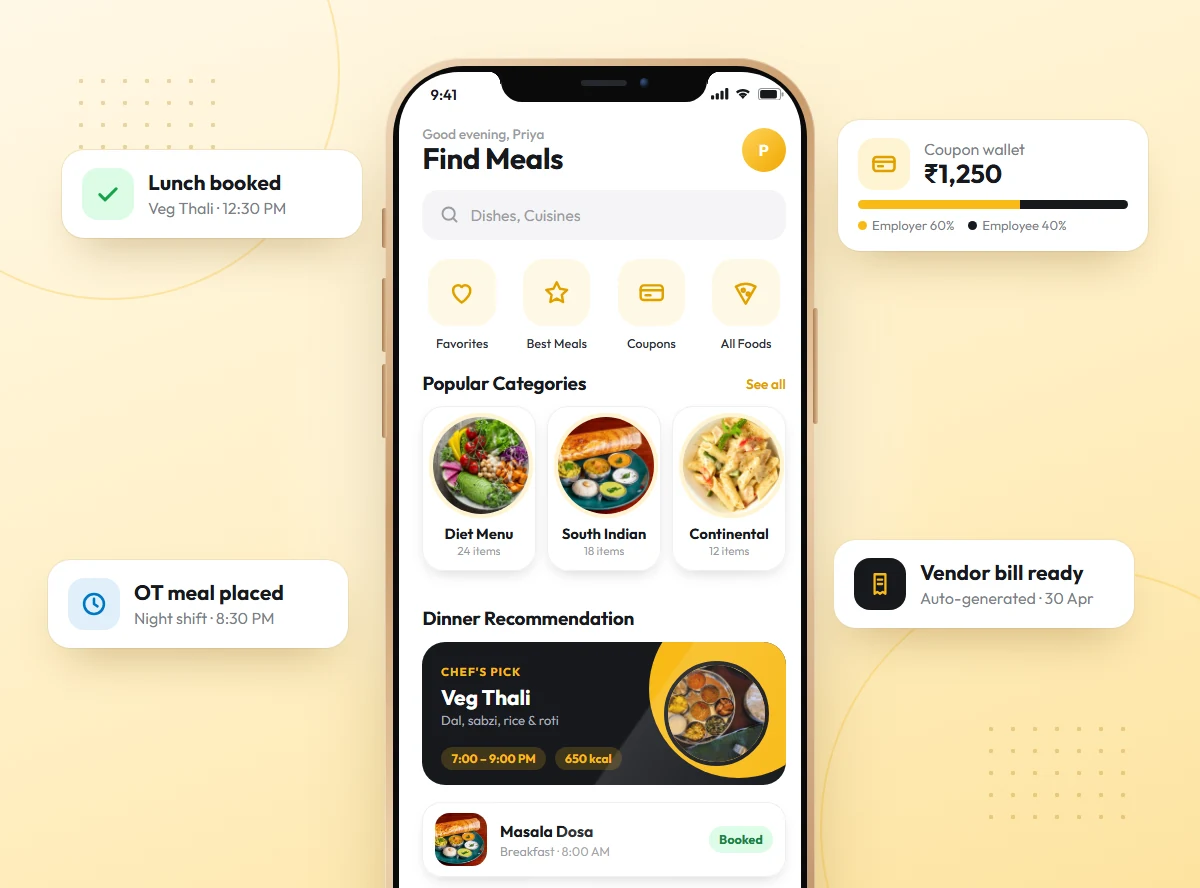 9:41
Good evening, Priya
Find Meals
P
Dishes, Cuisines
Favorites
Best Meals
Coupons
All Foods
Popular Categories
See all
Diet Menu
24 items
South Indian
18 items
Continental
12 items
Dinner Recommendation
CHEF'S PICK
Veg Thali
Dal, sabzi, rice & roti
7:00 – 9:00 PM
650 kcal
Masala Dosa
Breakfast · 8:00 AM
Booked
Lunch booked
Veg Thali · 12:30 PM
OT meal placed
Night shift · 8:30 PM
Coupon wallet
₹1,250
Employer 60%
Employee 40%
Vendor bill ready
Auto-generated · 30 Apr